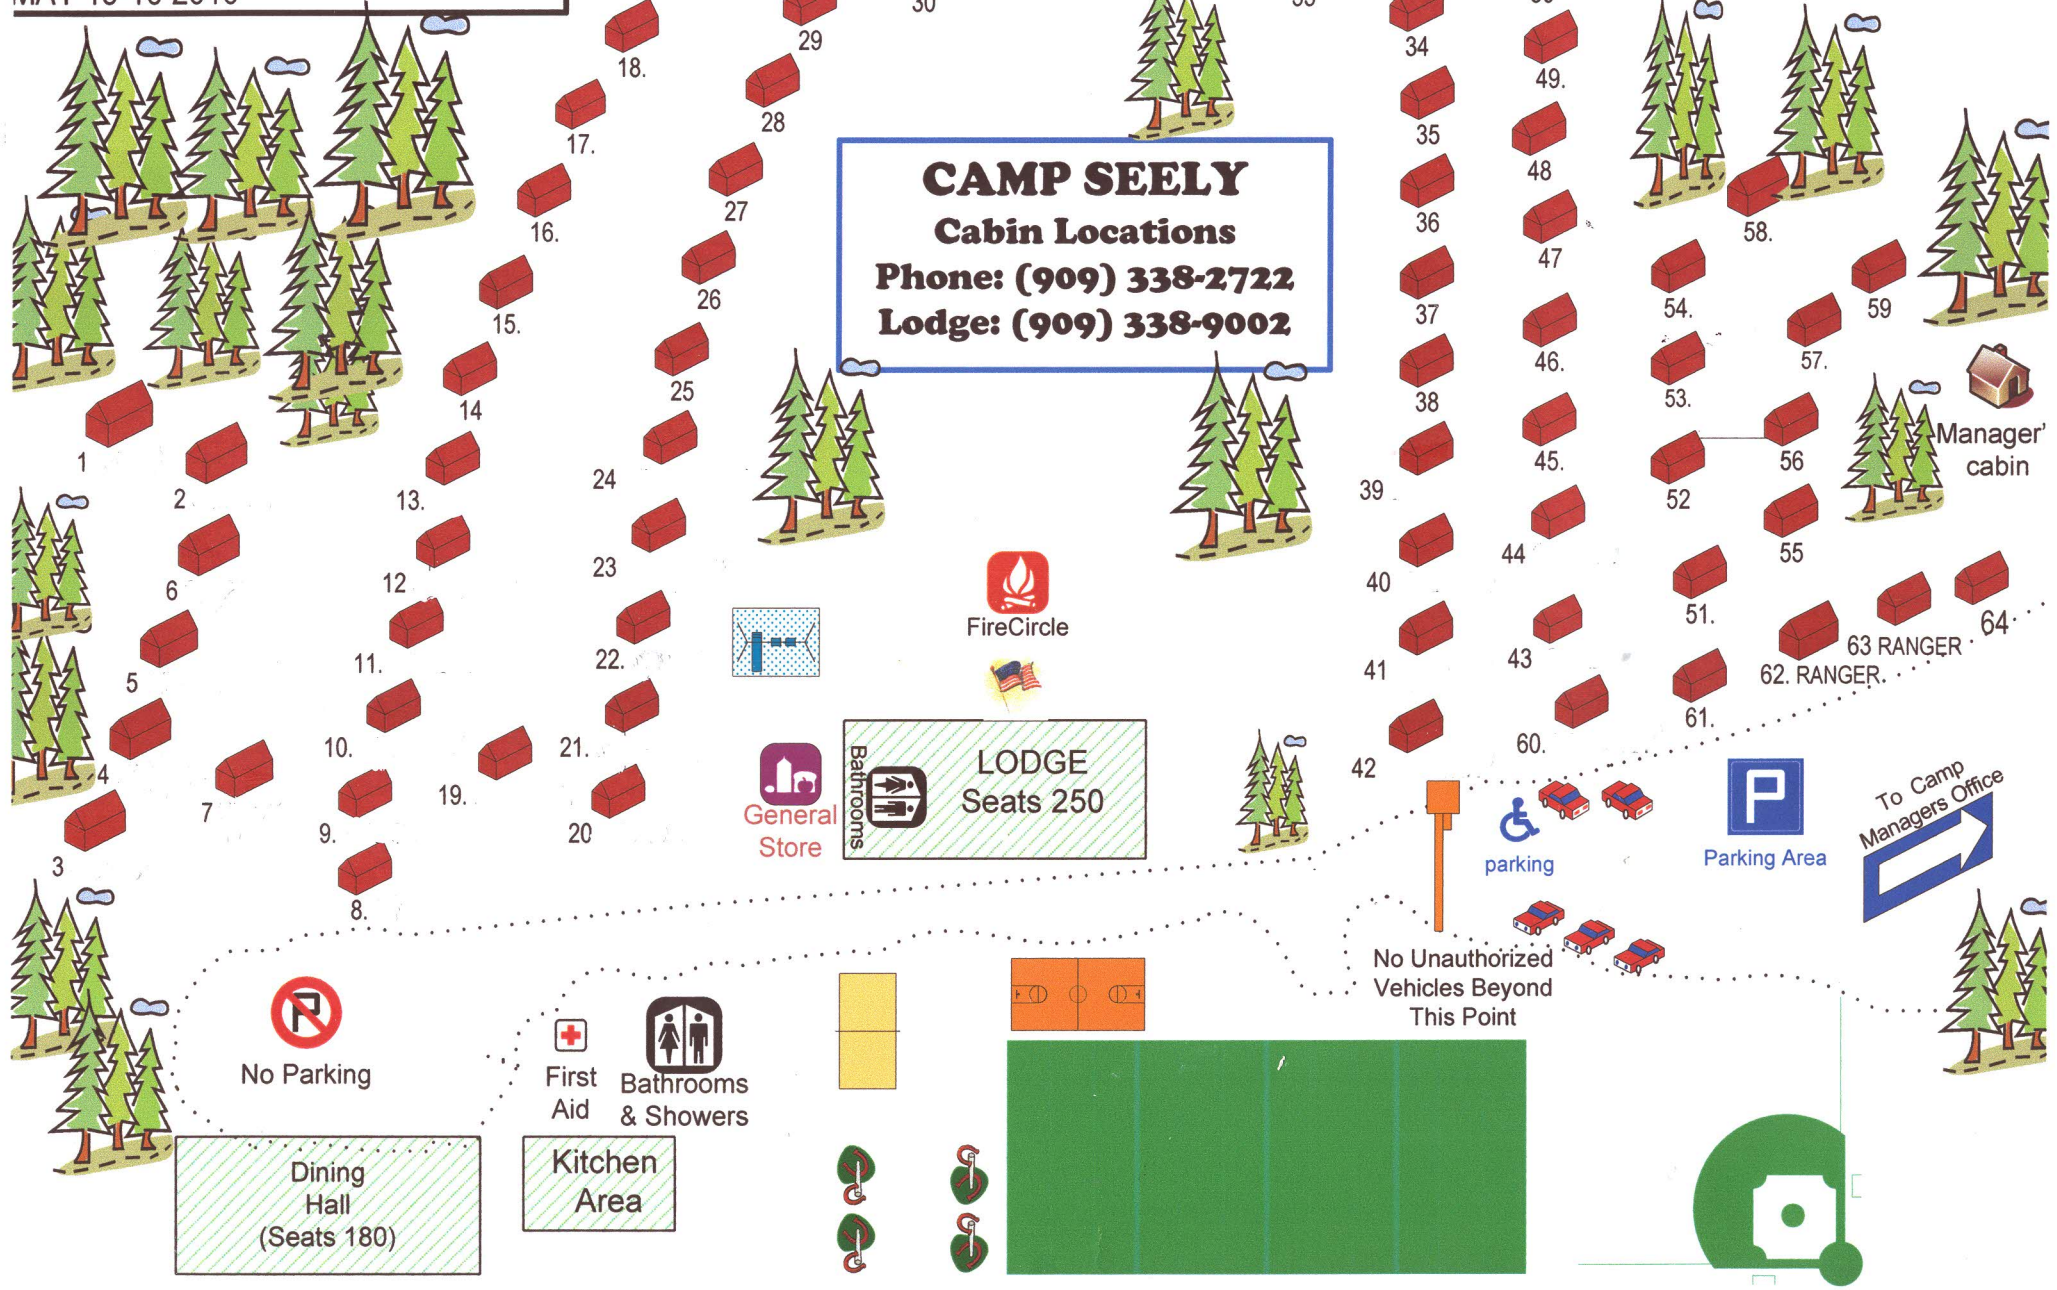 30
34
29
18.
49.
28
35
17.
48
27
36
16.
58.
CAMP SEELY
Cabin Locations
Phone: (909) 338-2722
Lodge: (909) 338-9002
47
26
54.
59
15.
37
57.
46.
25
53.
14
38
1
Manager'
cabin
45.
56
24
2
13.
39
52
44
55
23
12
40
6
FireCircle
51.
64
63 RANGER
62. RANGER
22.
11.
43
41
5
61.
60.
21.
10.
42
4
LODGE
Seats 250
Bathrooms
To Camp
Managers Office
19.
7
General
Store
20
9.
3
P
parking
Parking Area
8.
No Unauthorized
Vehicles Beyond
This Point
P
No Parking
First
Aid
Bathrooms
& Showers
Kitchen
Area
Dining
Hall
(Seats 180)